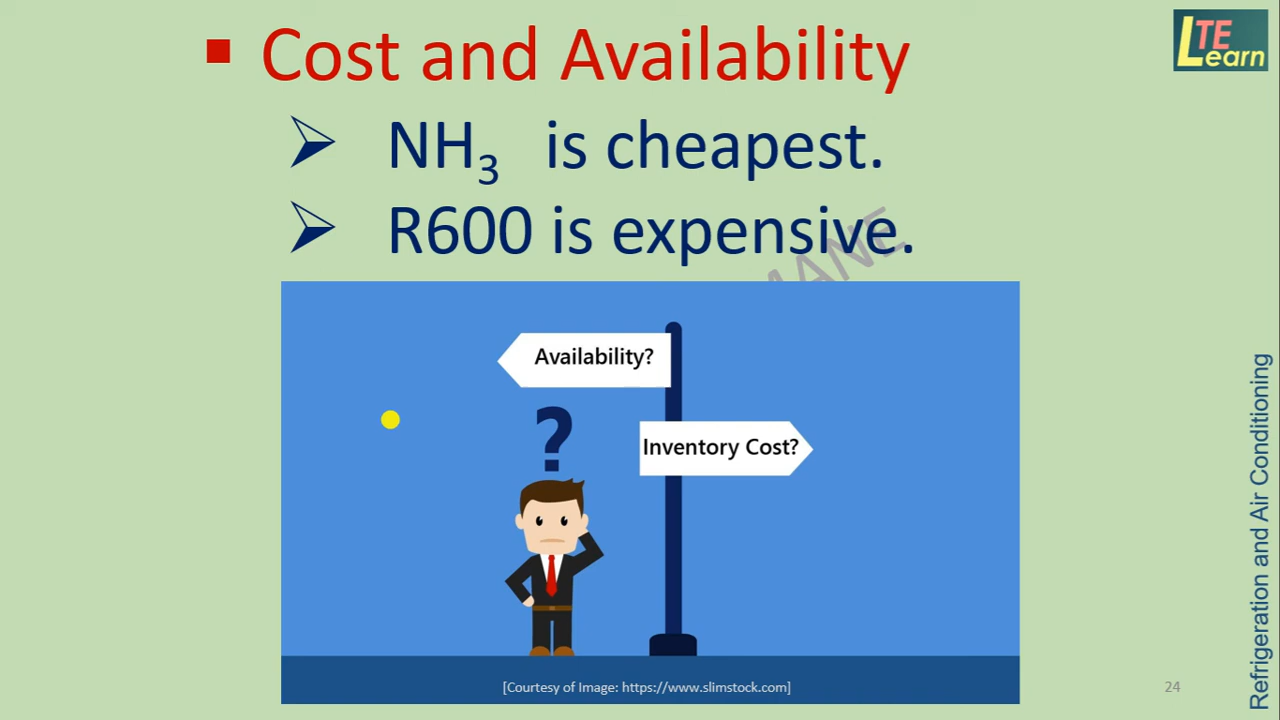 Cost and Availability
LTE Learn
NH₃ is cheapest.
R600 is expensive.
Availability?
?
Inventory Cost?
[Courtesy of Image: https://www.slimstock.com]
24
Refrigeration and Air Conditioning